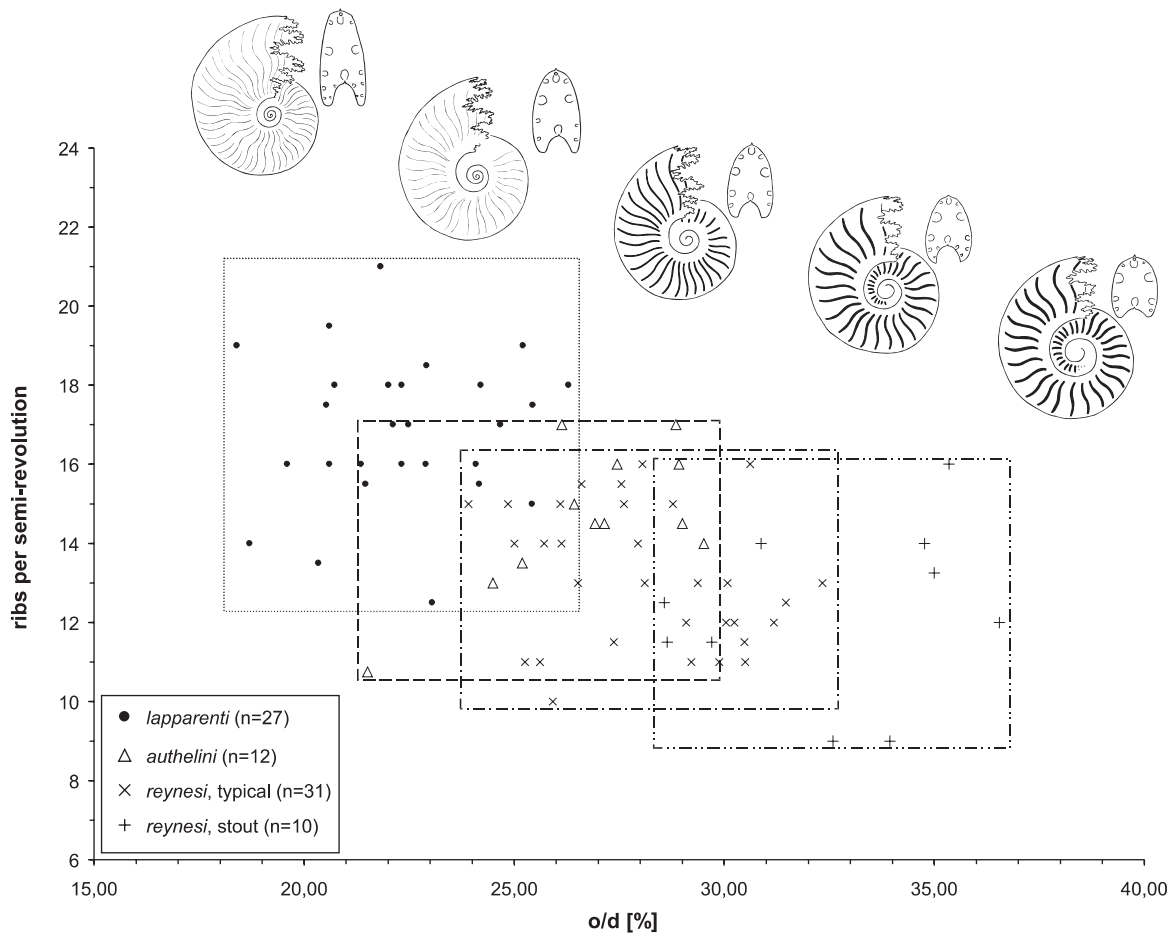 24
22
20
18
16
14
12
10
8
6
ribs per semi-revolution
lapparenti (n=27)
authelini (n=12)
reynesi, typical (n=31)
reynesi, stout (n=10)
15,00 20,00 25,00 30,00 35,00 40,00
o/d [%]